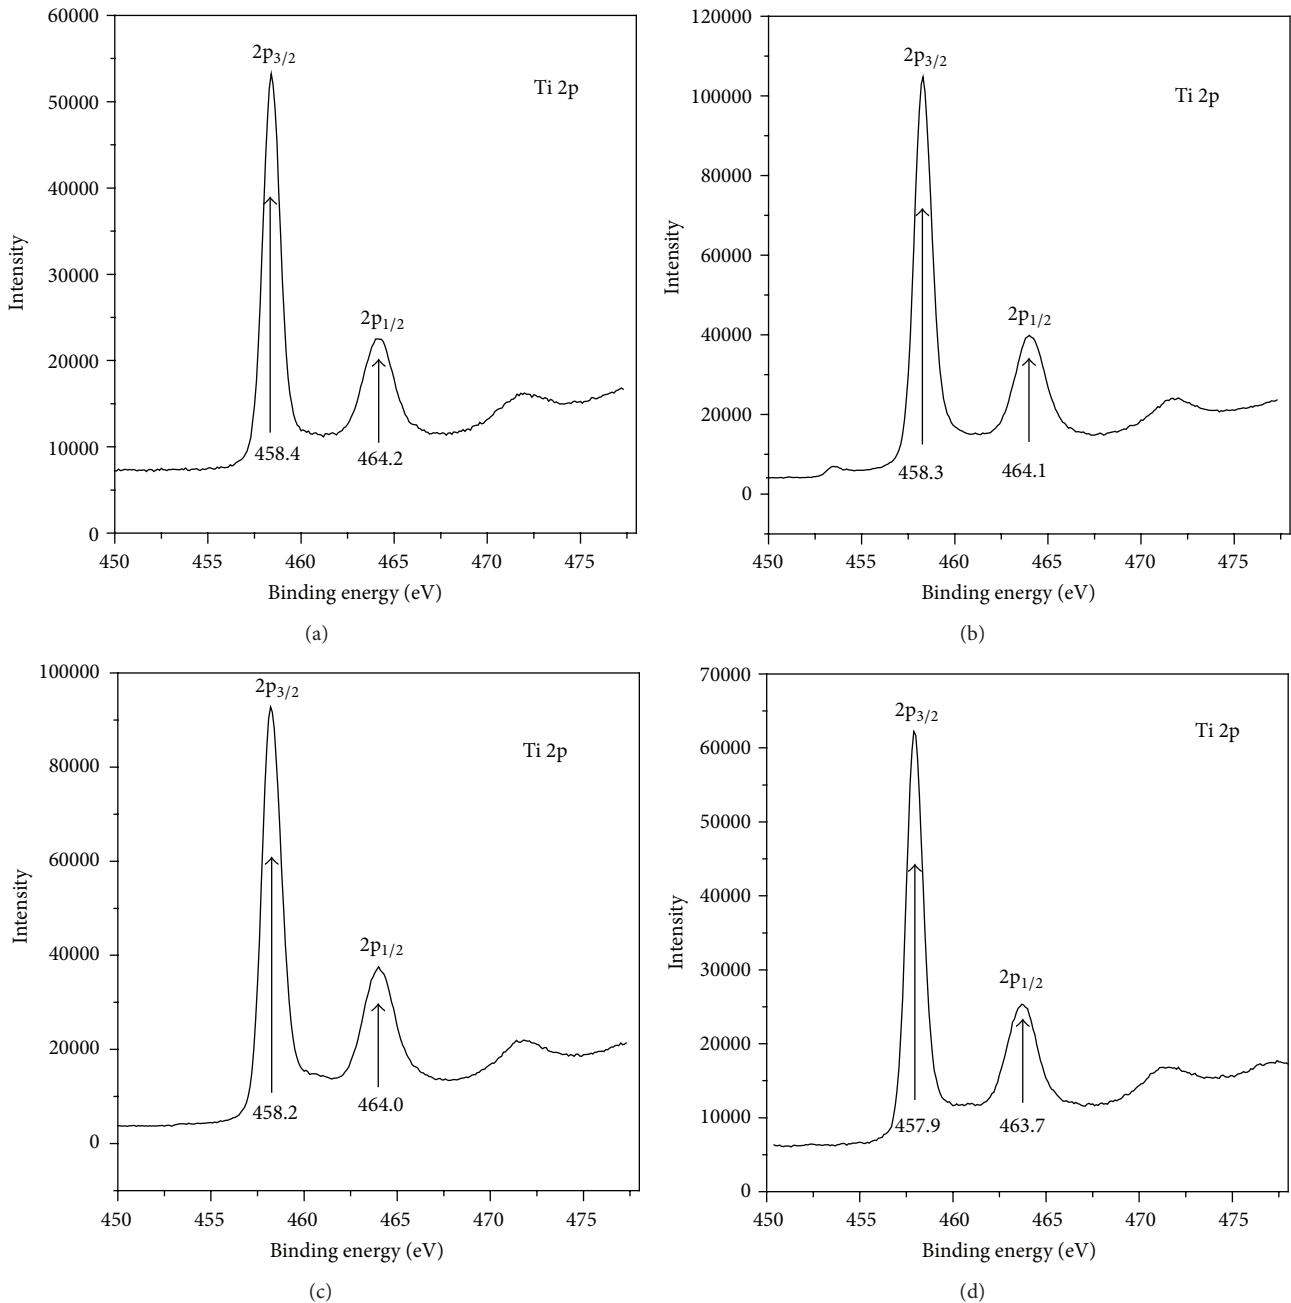 60000
50000
40000
30000
20000
10000
0
Intensity
2p3/2
Ti 2p
2p1/2
458.4
464.2
450 455 460 465 470 475
Binding energy (eV)
(a)
120000
100000
80000
60000
40000
20000
0
Intensity
2p3/2
Ti 2p
2p1/2
458.3
464.1
450 455 460 465 470 475
Binding energy (eV)
(b)
100000
80000
60000
40000
20000
0
Intensity
2p3/2
Ti 2p
2p1/2
458.2
464.0
450 455 460 465 470 475
Binding energy (eV)
(c)
70000
60000
50000
40000
30000
20000
10000
0
Intensity
2p3/2
Ti 2p
2p1/2
457.9
463.7
450 455 460 465 470 475
Binding energy (eV)
(d)